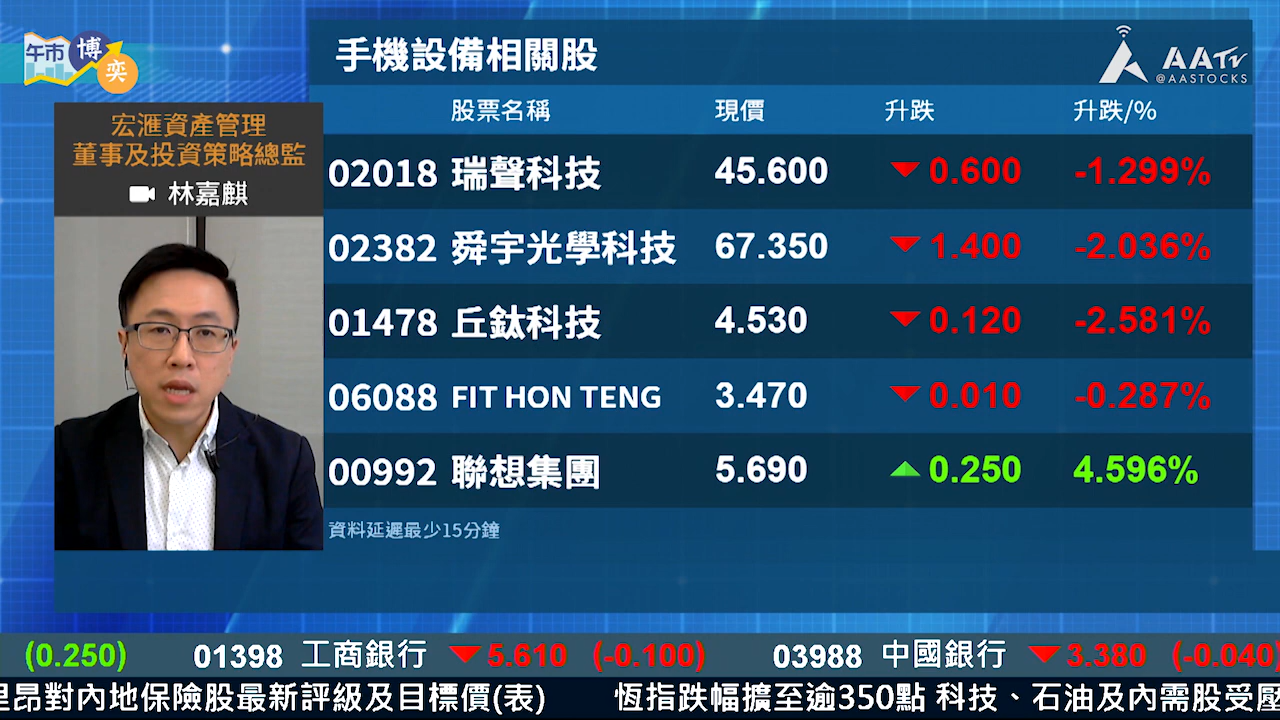 午市
博
奕
手機設備相關股
AATV
@AASTOCKS
宏滙資產管理
董事及投資策略總監
林嘉麒
股票名稱 現價 升跌 升跌/%
02018 瑞聲科技 45.600 ▼ 0.600 -1.299%
02382 舜宇光學科技 67.350 ▼ 1.400 -2.036%
01478 丘鈦科技 4.530 ▼ 0.120 -2.581%
06088 FIT HON TENG 3.470 ▼ 0.010 -0.287%
00992 聯想集團 5.690 ▲ 0.250 4.596%
資料延遲最少15分鐘
(0.250) 01398 工商銀行 ▼ 5.610 (-0.100) 03988 中國銀行 ▼ 3.380 (-0.040)
里昂對內地保險股最新評級及目標價(表) 恆指跌幅擴至逾350點 科技、石油及內需股受壓